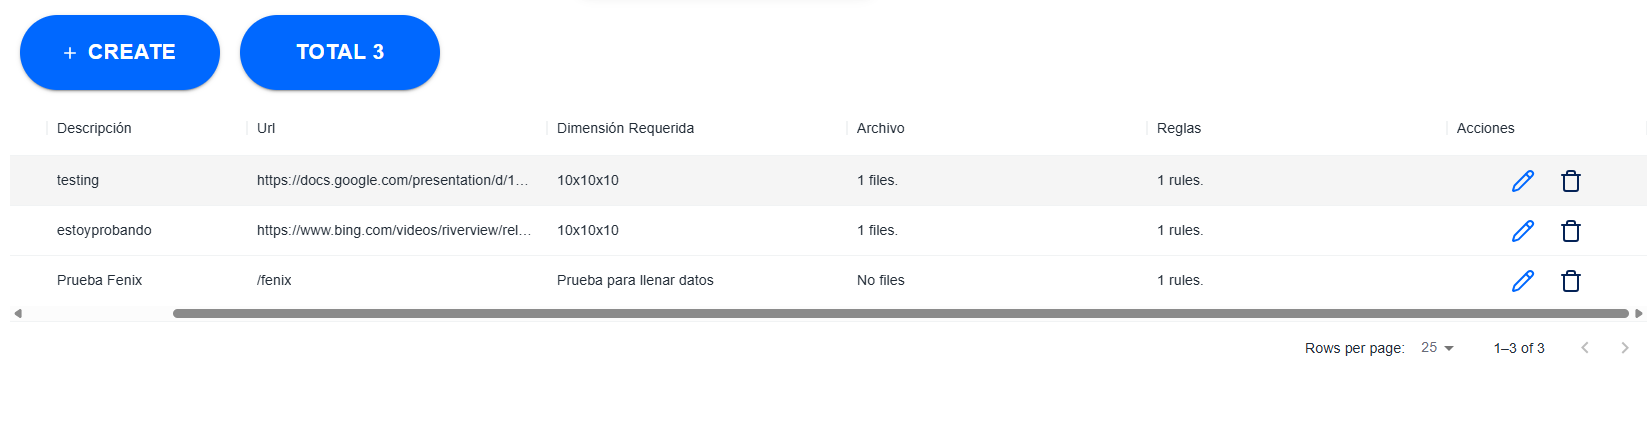 + CREATE TOTAL 3
Descripción Url Dimensión Requerida Archivo Reglas Acciones
testing https://docs.google.com/presentation/d/1... 10x10x10 1 files. 1 rules.
estoyprobando https://www.bing.com/videos/riverview/rel... 10x10x10 1 files. 1 rules.
Prueba Fenix /fenix Prueba para llenar datos No files 1 rules.
Rows per page: 25 1–3 of 3